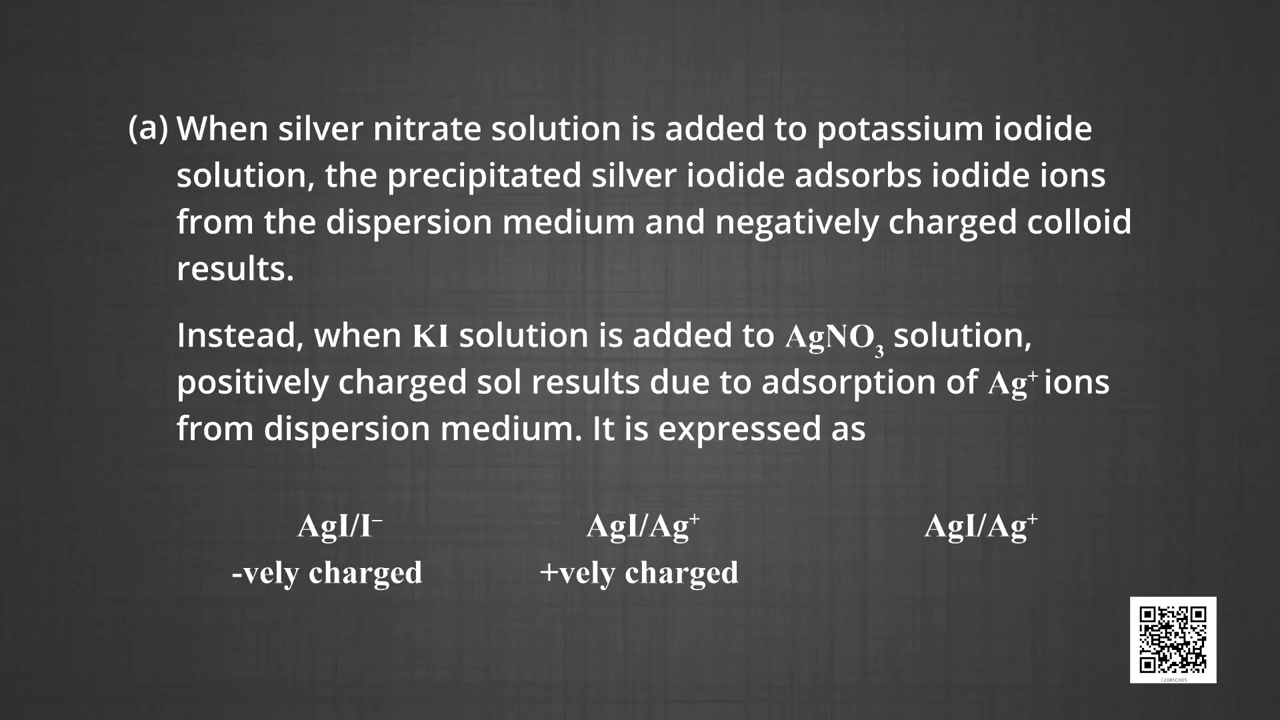 (a) When silver nitrate solution is added to potassium iodide
solution, the precipitated silver iodide adsorbs iodide ions
from the dispersion medium and negatively charged colloid
results.
Instead, when KI solution is added to AgNO₃ solution,
positively charged sol results due to adsorption of Ag⁺ ions
from dispersion medium. It is expressed as
AgI/I⁻ AgI/Ag⁺ AgI/Ag⁺
-vely charged +vely charged